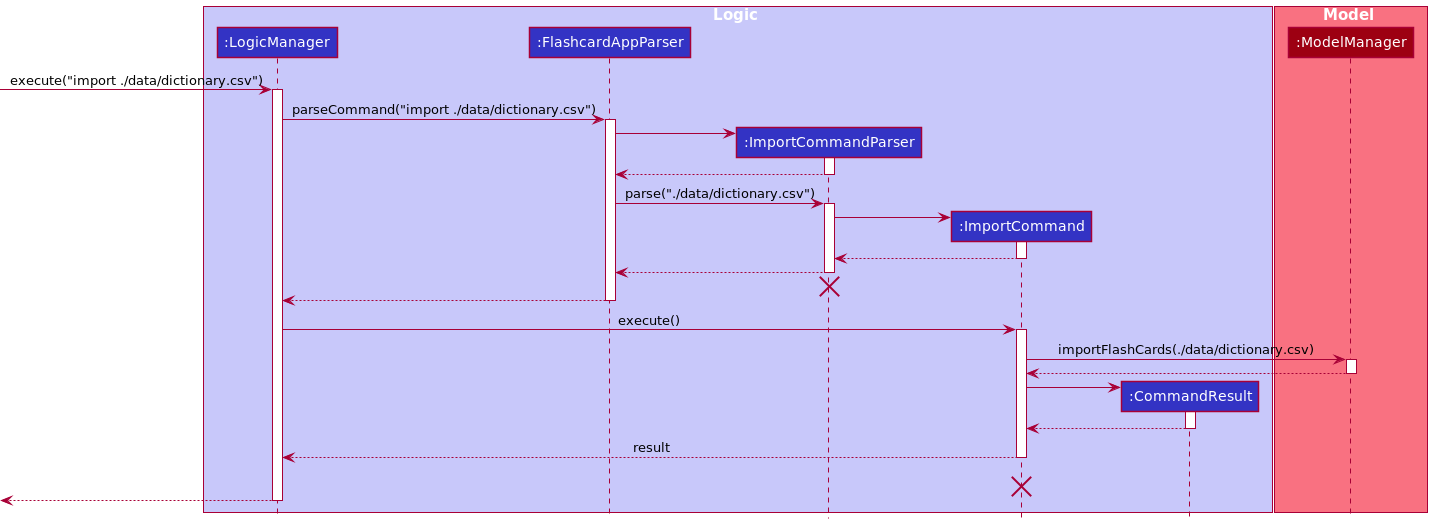 Logic
Model
:LogicManager
:FlashcardAppParser
:ModelManager
execute("import ./data/dictionary.csv")
parseCommand("import ./data/dictionary.csv")
:ImportCommandParser
parse("./data/dictionary.csv")
:ImportCommand
execute()
importFlashCards(./data/dictionary.csv)
:CommandResult
result